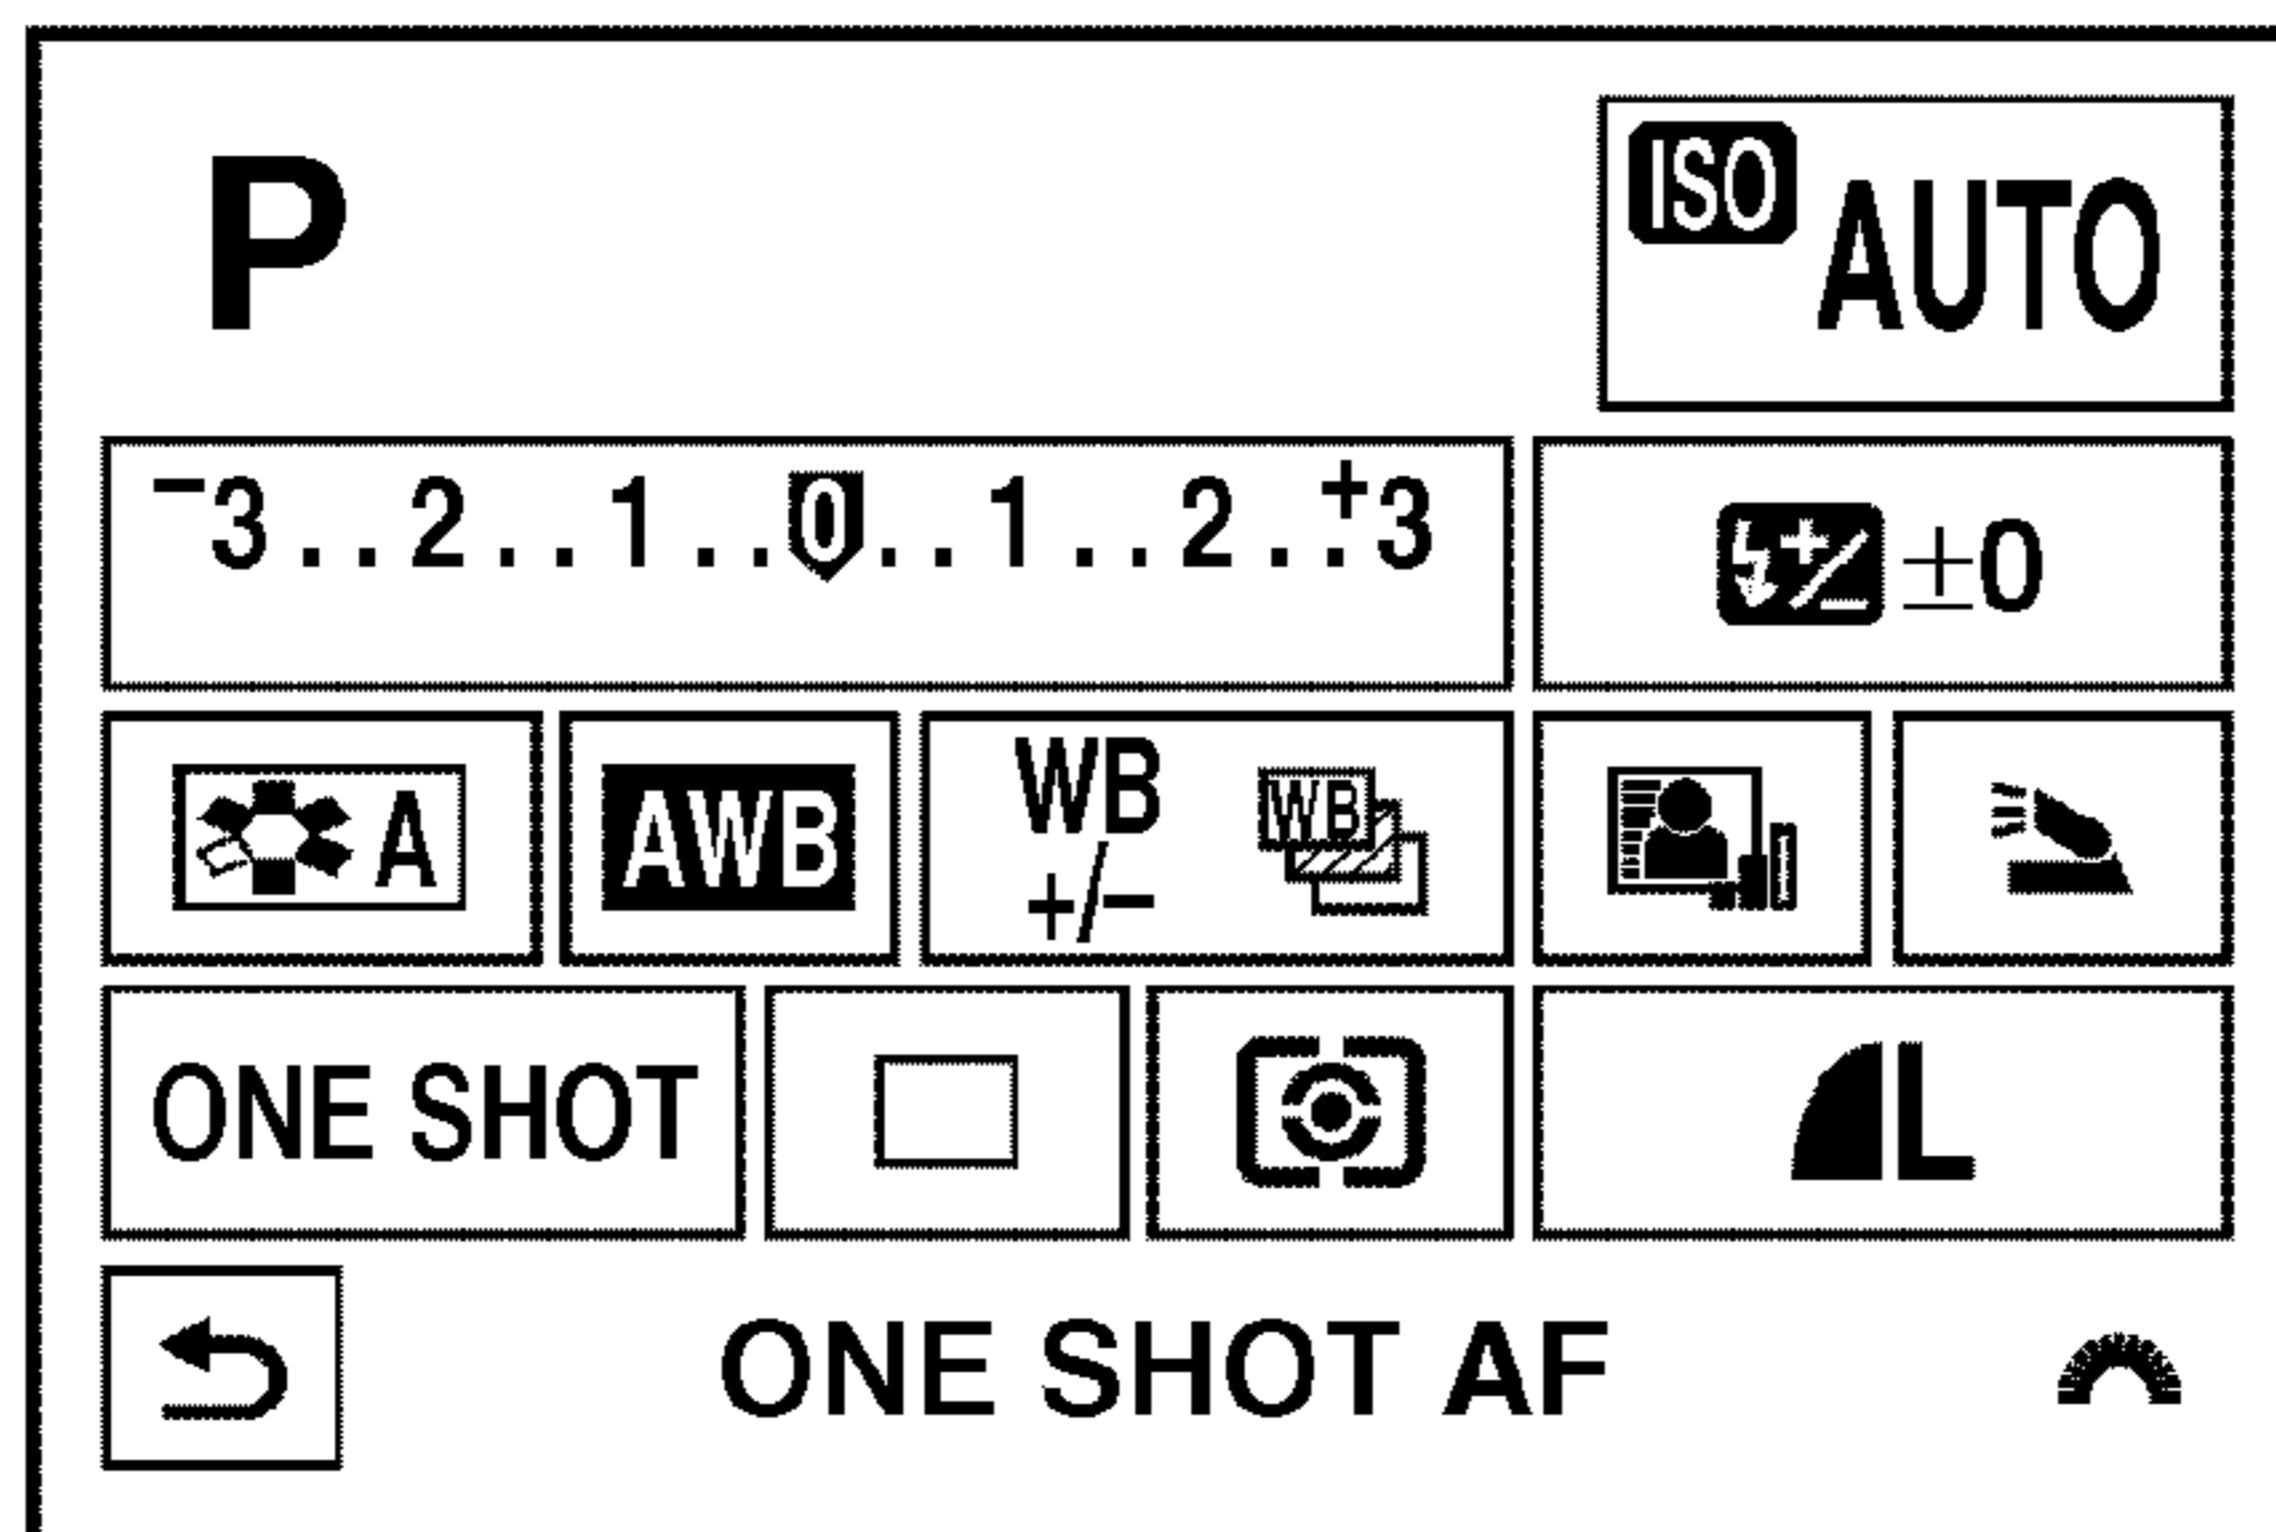 P
ISO AUTO
-3..2..1..0..1..2..+3
+/- ±0
A
AWB
WB +/-
WB
ONE SHOT
L
ONE SHOT AF